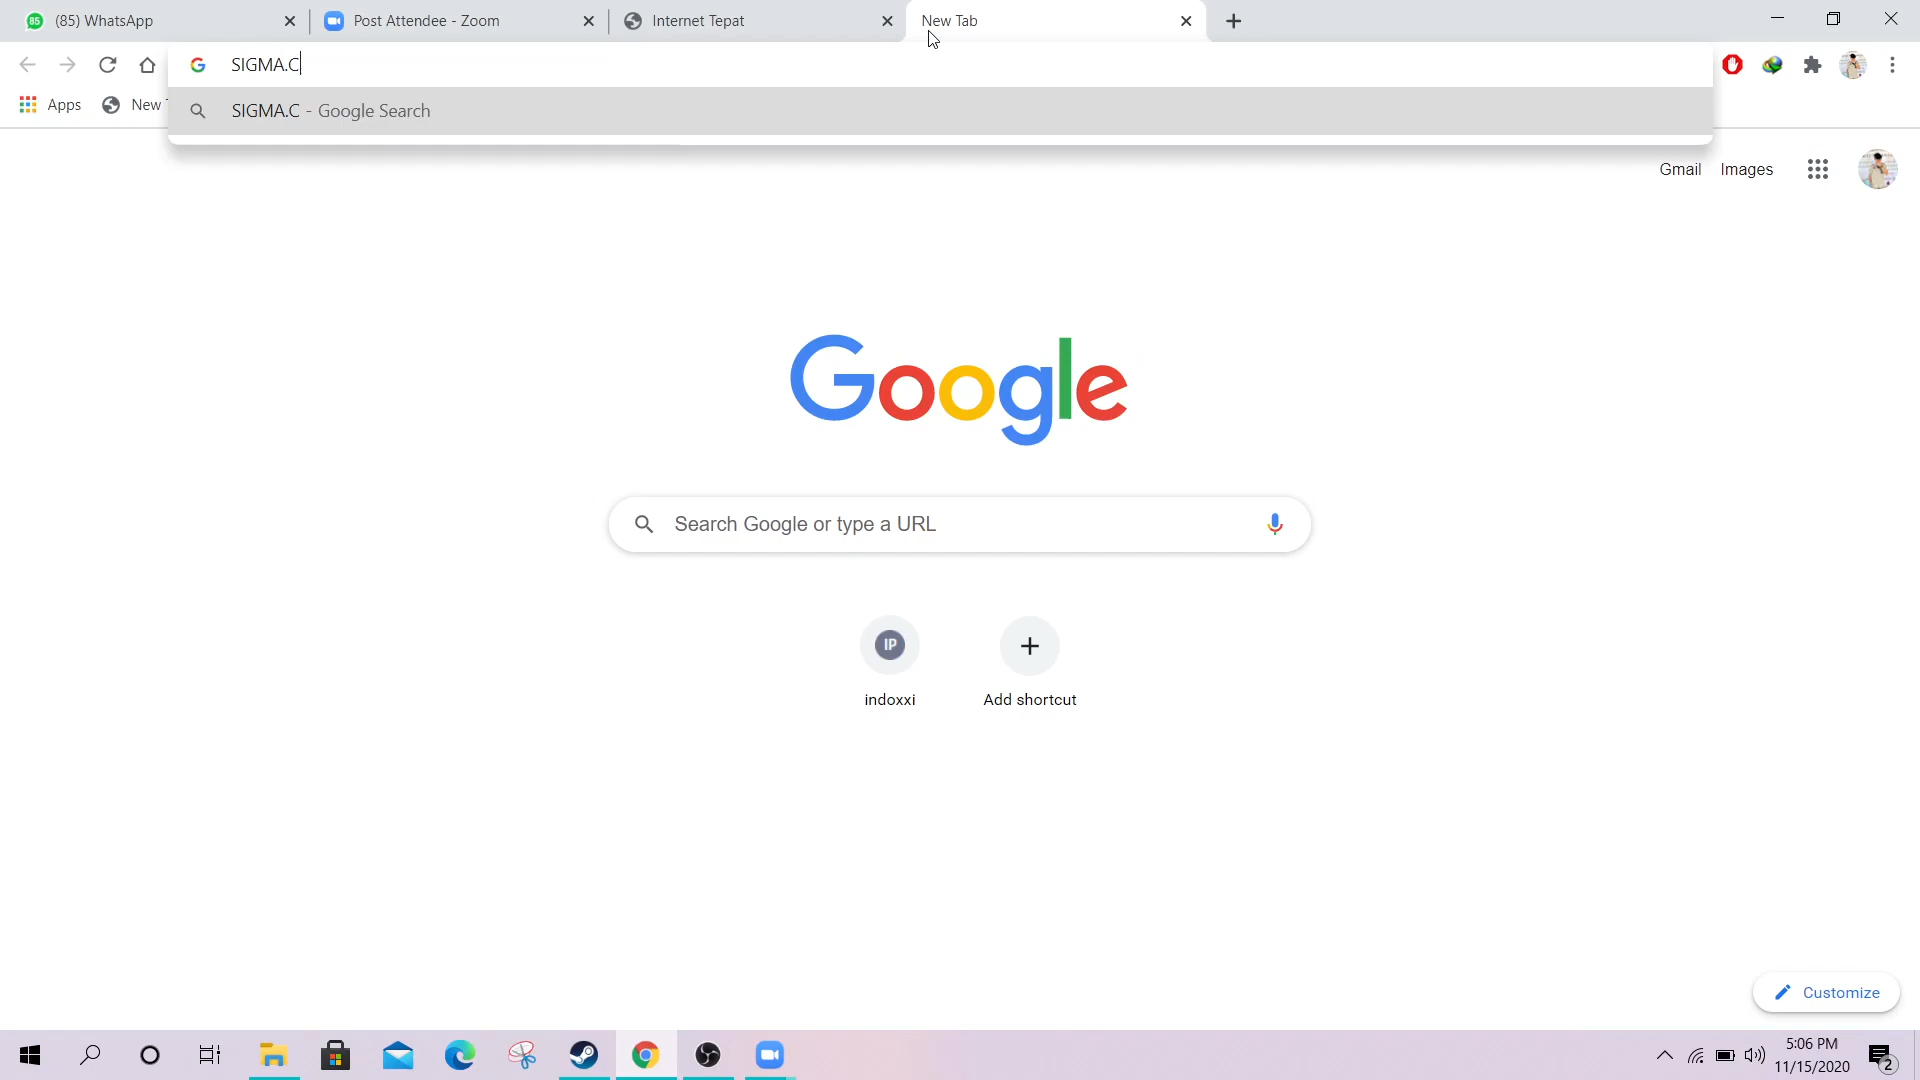 (85) WhatsApp
Post Attendee - Zoom
Internet Tepat
New Tab
SIGMA.C
Apps
New
SIGMA.C - Google Search
Gmail
Images
Google
Search Google or type a URL
IP
indoxxi
Add shortcut
Customize
5:06 PM
11/15/2020
2